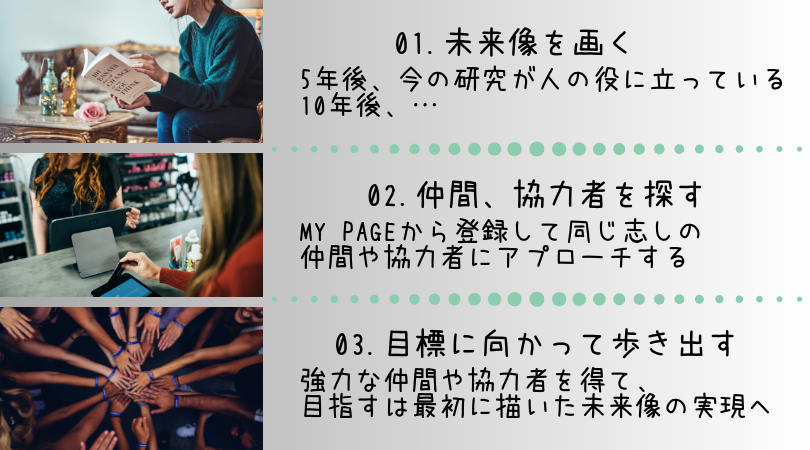 01. 未来像を画く
5年後、今の研究が人の役に立っている
10年後、…
02. 仲間、協力者を探す
MY PAGEから登録して同じ志しの
仲間や協力者にアプローチする
03. 目標に向かって歩き出す
強力な仲間や協力者を得て、
目指すは最初に描いた未来像の実現へ
101
ESSAYS
CHANGE
YOU
THINK